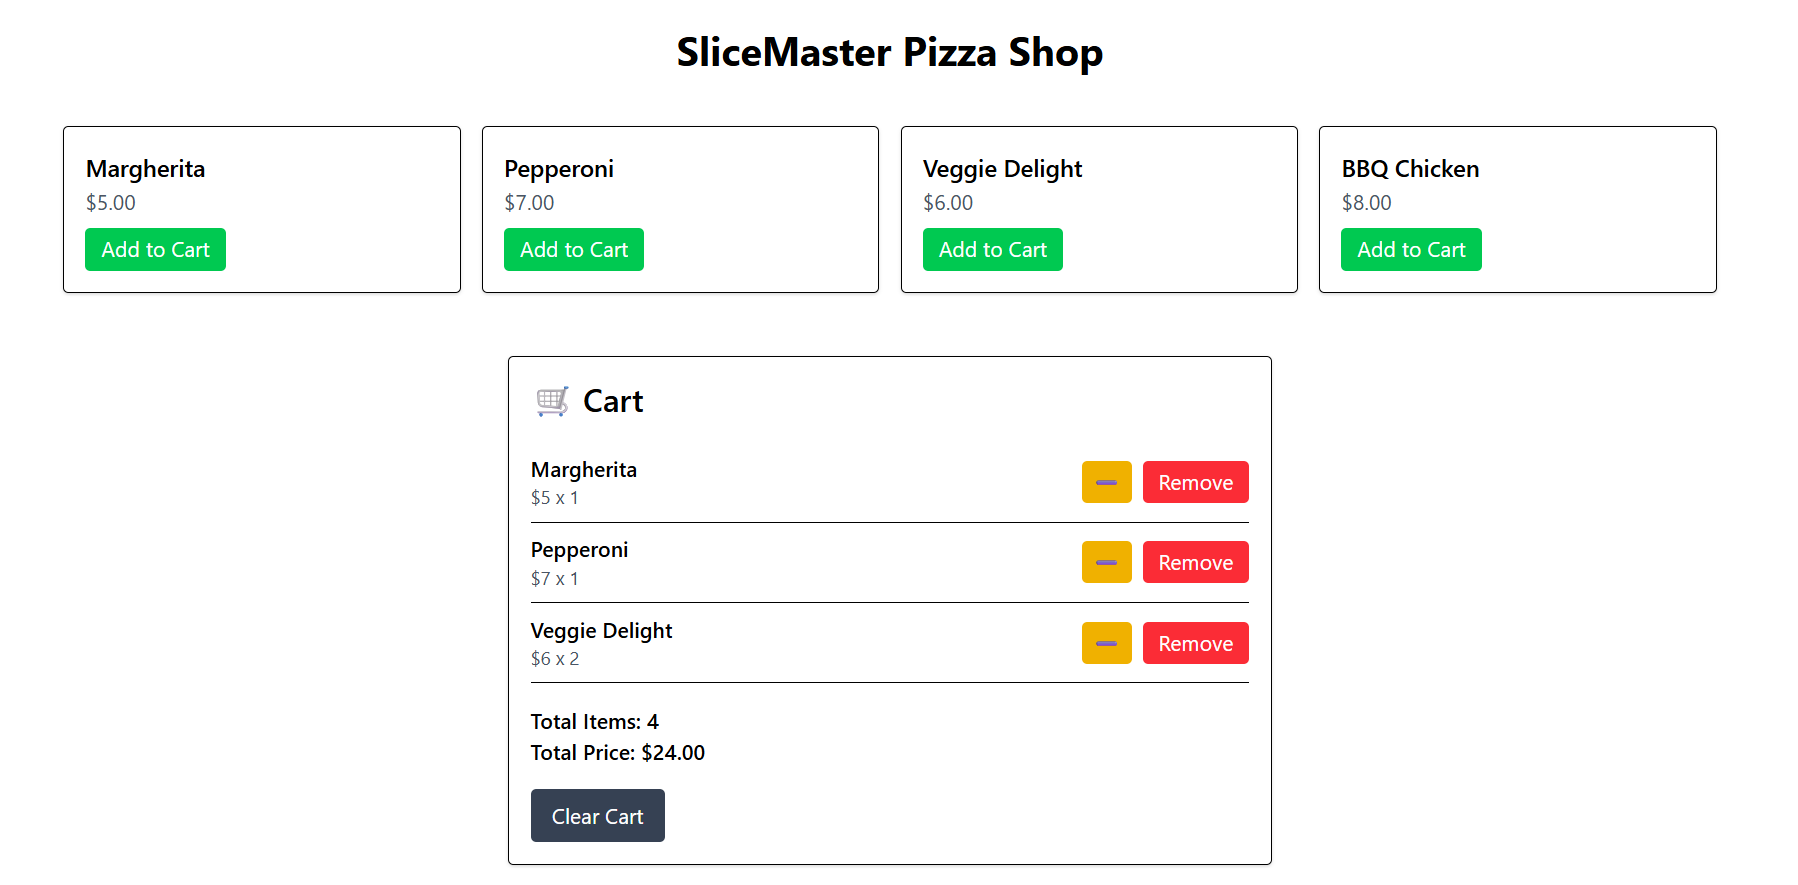 SliceMaster Pizza Shop
Margherita
$5.00
Add to Cart
Pepperoni
$7.00
Add to Cart
Veggie Delight
$6.00
Add to Cart
BBQ Chicken
$8.00
Add to Cart
Cart
Margherita
$5 x 1
Remove
Pepperoni
$7 x 1
Remove
Veggie Delight
$6 x 2
Remove
Total Items: 4
Total Price: $24.00
Clear Cart